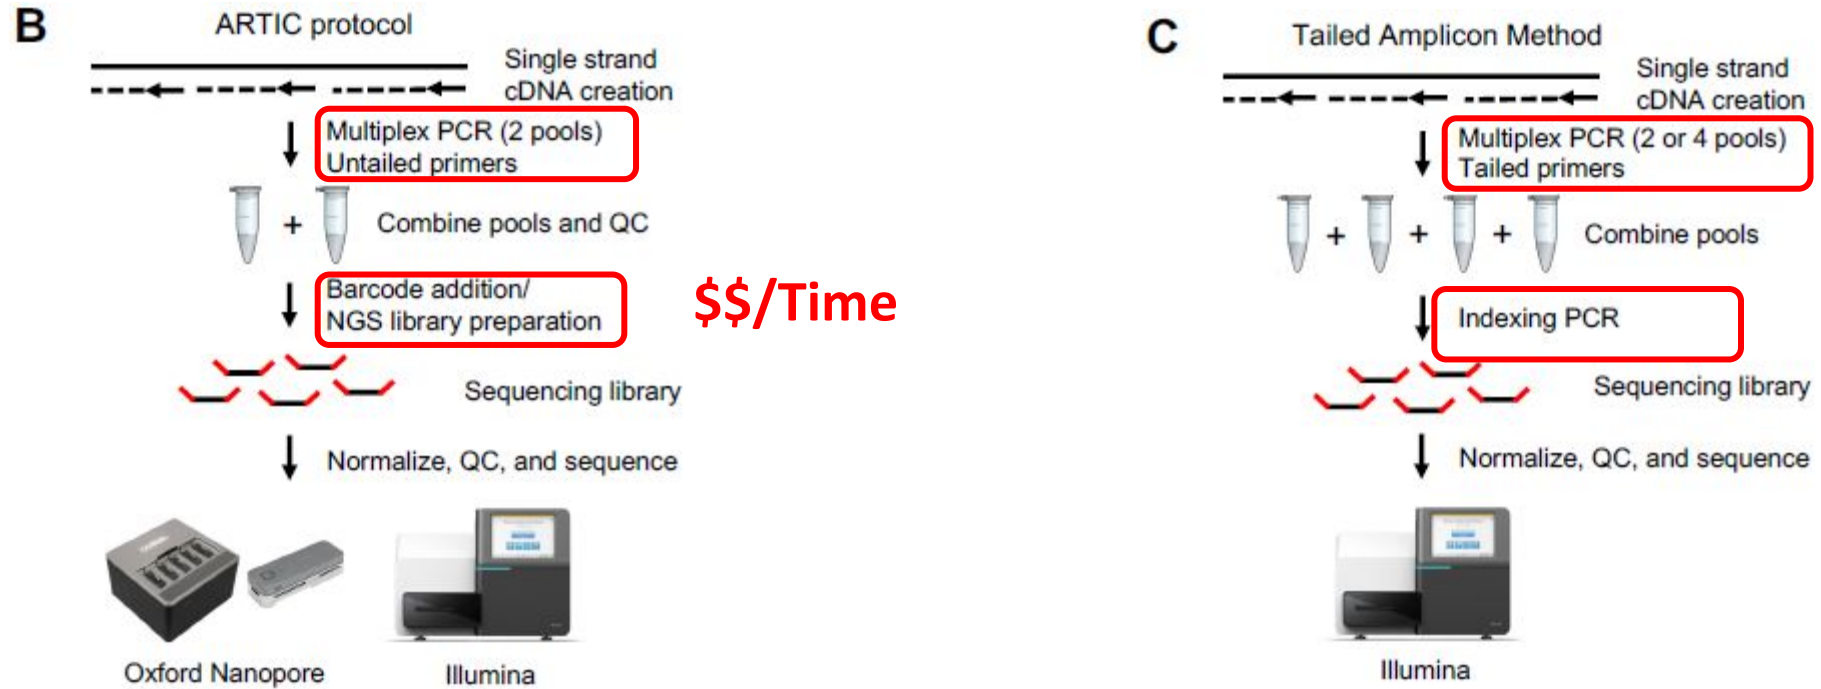 B
ARTIC protocol
Single strand
cDNA creation
Multiplex PCR (2 pools)
Untailed primers
+
Combine pools and QC
Barcode addition/
NGS library preparation
$$/Time
Sequencing library
Normalize, QC, and sequence
Oxford Nanopore
Illumina
C
Tailed Amplicon Method
Single strand
cDNA creation
Multiplex PCR (2 or 4 pools)
Tailed primers
+ + +
Combine pools
Indexing PCR
Sequencing library
Normalize, QC, and sequence
Illumina